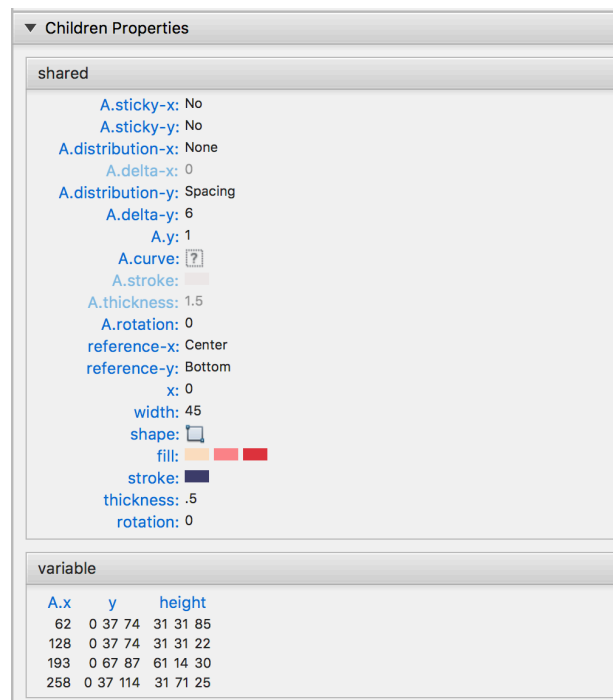 Children Properties
shared
A.sticky-x: No
A.sticky-y: No
A.distribution-x: None
A.delta-x: 0
A.distribution-y: Spacing
A.delta-y: 6
A.y: 1
A.curve: ?
A.stroke:
A.thickness: 1.5
A.rotation: 0
reference-x: Center
reference-y: Bottom
x: 0
width: 45
shape:
fill:
stroke:
thickness: .5
rotation: 0
variable
A.x y height
62 0 37 74 31 31 85
128 0 37 74 31 31 22
193 0 67 87 61 14 30
258 0 37 114 31 71 25